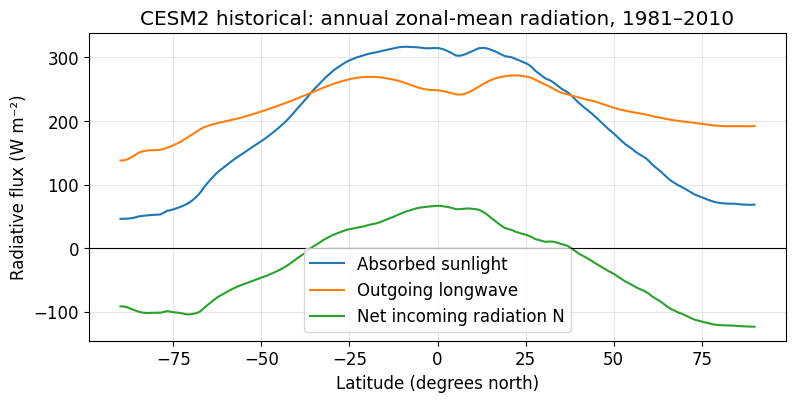 CESM2 historical: annual zonal-mean radiation, 1981–2010
Radiative flux (W m⁻²)
300
200
100
0
−100
Absorbed sunlight
Outgoing longwave
Net incoming radiation N
−75 −50 −25 0 25 50 75
Latitude (degrees north)